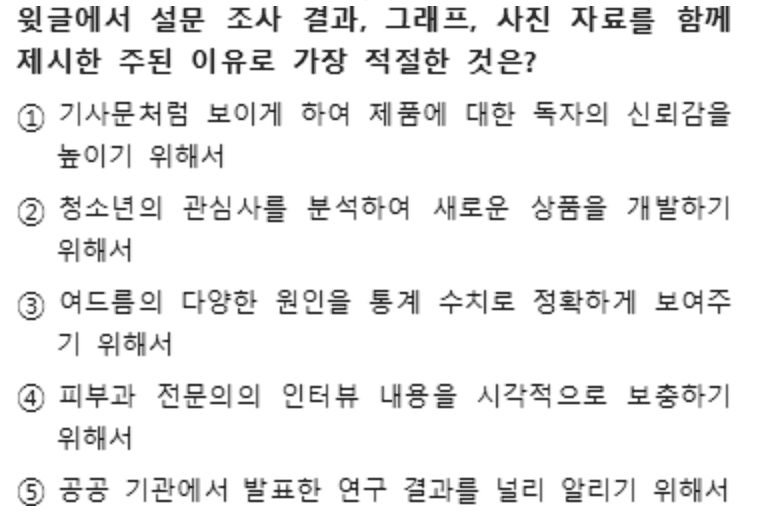 윗글에서 설문 조사 결과, 그래프, 사진 자료를 함께
제시한 주된 이유로 가장 적절한 것은?
① 기사문처럼 보이게 하여 제품에 대한 독자의 신뢰감을
높이기 위해서
② 청소년의 관심사를 분석하여 새로운 상품을 개발하기
위해서
③ 여드름의 다양한 원인을 통계 수치로 정확하게 보여주
기 위해서
④ 피부과 전문의의 인터뷰 내용을 시각적으로 보충하기
위해서
⑤ 공공 기관에서 발표한 연구 결과를 널리 알리기 위해서